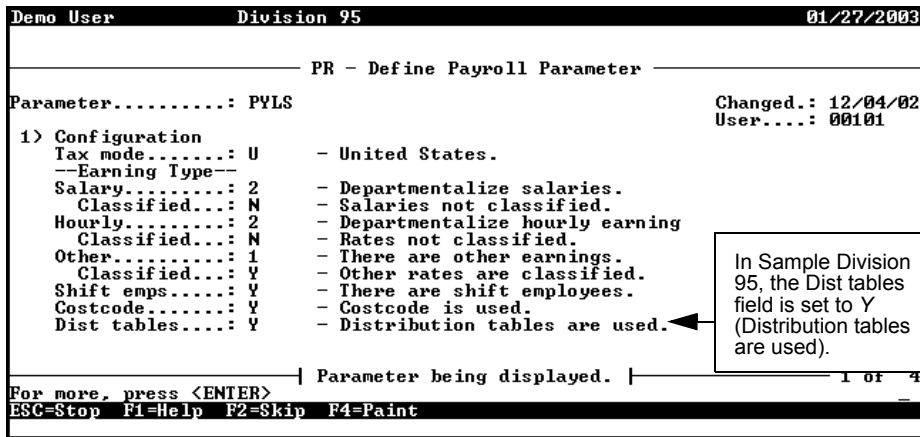 Demo User Division 95 01/27/2003
PR - Define Payroll Parameter
Parameter..........: PYLS Changed.: 12/04/02
User....: 00101
1) Configuration
Tax mode.......: U - United States.
--Earning Type--
Salary.........: 2 - Departmentalize salaries.
Classified...: N - Salaries not classified.
Hourly.........: 2 - Departmentalize hourly earning
Classified...: N - Rates not classified.
Other..........: 1 - There are other earnings.
Classified...: Y - Other rates are classified.
Shift emps.....: Y - There are shift employees.
Costcode.......: Y - Costcode is used.
Dist tables....: Y - Distribution tables are used.
In Sample Division
95, the Dist tables
field is set to Y
(Distribution tables
are used).
Parameter being displayed. 1 of 4
For more, press <ENTER>
ESC=Stop F1=Help F2=Skip F4=Paint